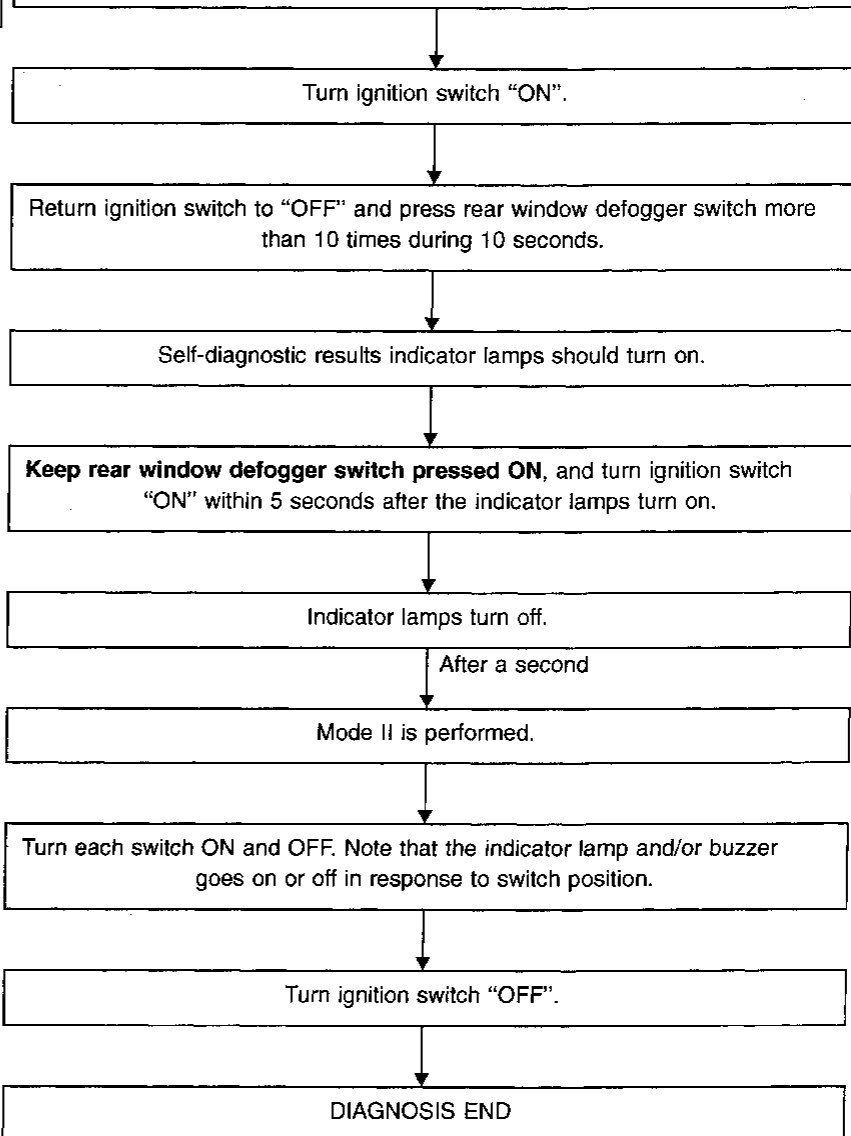 Turn ignition switch “ON”.
Return ignition switch to “OFF” and press rear window defogger switch more
than 10 times during 10 seconds.
Self-diagnostic results indicator lamps should turn on.
Keep rear window defogger switch pressed ON, and turn ignition switch
“ON” within 5 seconds after the indicator lamps turn on.
Indicator lamps turn off.
After a second
Mode II is performed.
Turn each switch ON and OFF. Note that the indicator lamp and/or buzzer
goes on or off in response to switch position.
Turn ignition switch “OFF”.
DIAGNOSIS END